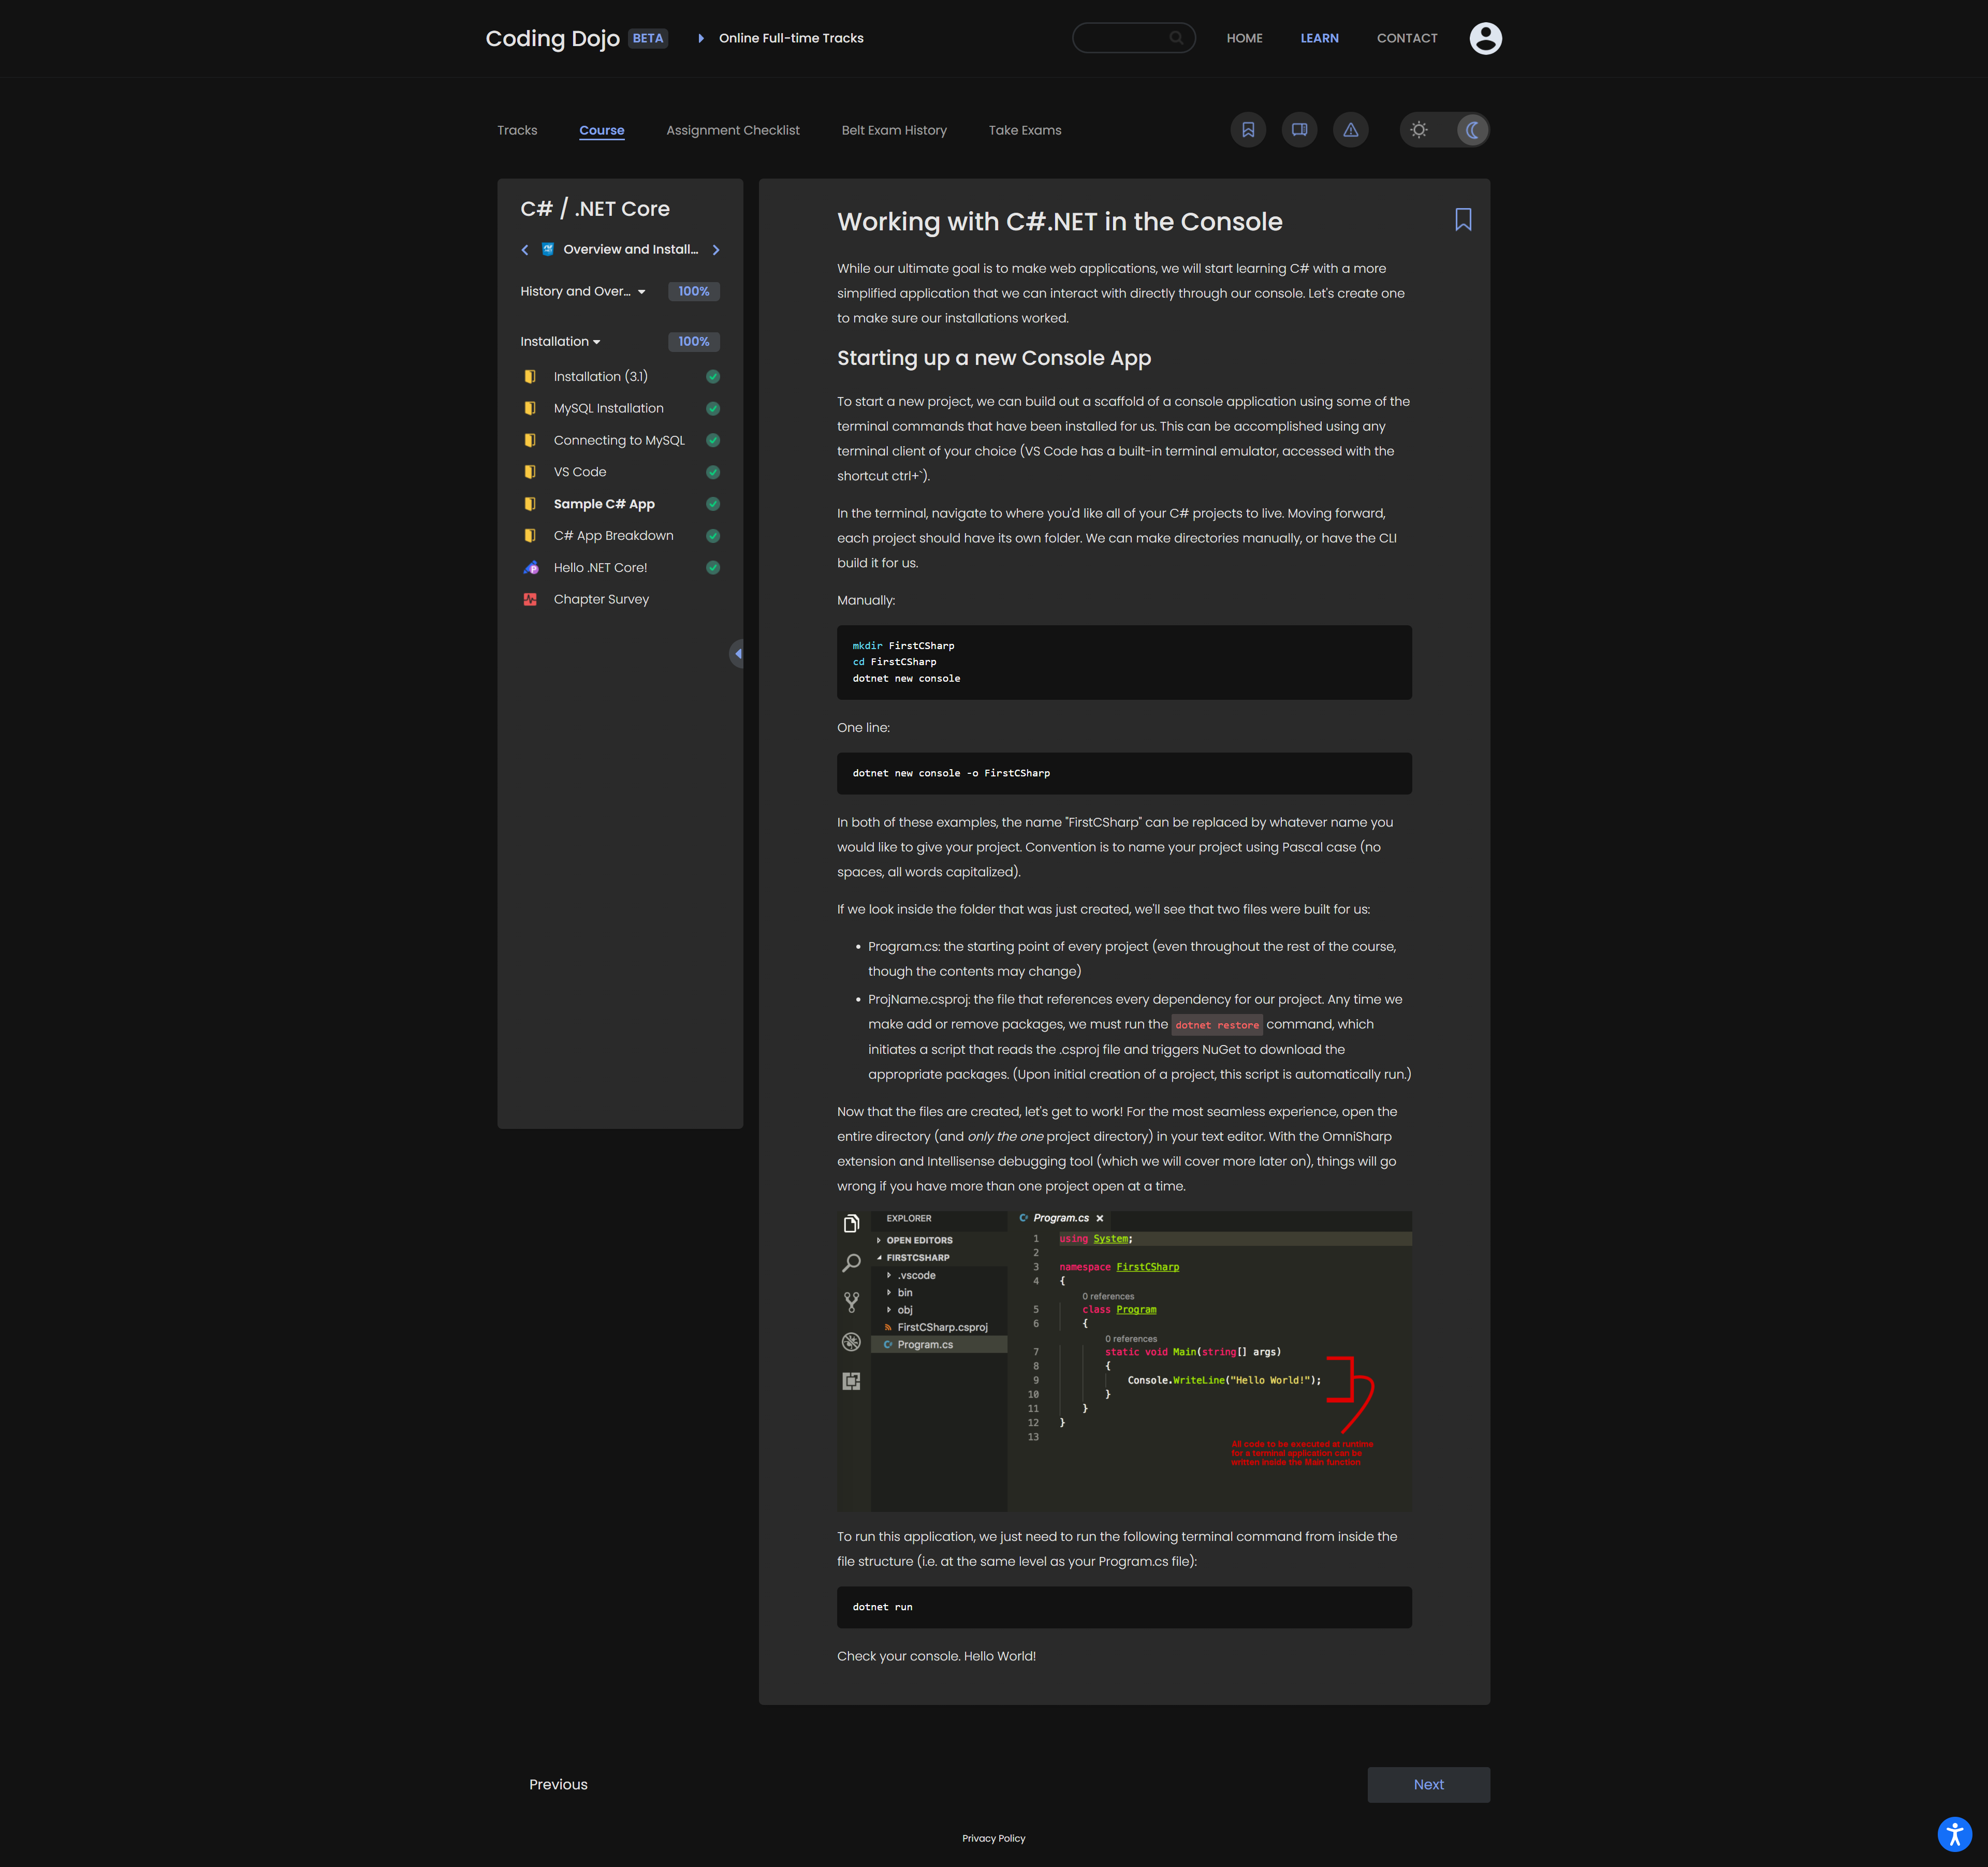 Coding Dojo BETA
Online Full-time Tracks
HOME
LEARN
CONTACT
Tracks
Course
Assignment Checklist
Belt Exam History
Take Exams
C# / .NET Core
Overview and Install...
History and Over... 100%
Installation 100%
Installation (3.1)
MySQL Installation
Connecting to MySQL
VS Code
Sample C# App
C# App Breakdown
Hello .NET Core!
Chapter Survey
Working with C#.NET in the Console
While our ultimate goal is to make web applications, we will start learning C# with a more
simplified application that we can interact with directly through our console. Let's create one
to make sure our installations worked.
Starting up a new Console App
To start a new project, we can build out a scaffold of a console application using some of the
terminal commands that have been installed for us. This can be accomplished using any
terminal client of your choice (VS Code has a built-in terminal emulator, accessed with the
shortcut ctrl+`).
In the terminal, navigate to where you'd like all of your C# projects to live. Moving forward,
each project should have its own folder. We can make directories manually, or have the CLI
build it for us.
Manually:
mkdir FirstCSharp
cd FirstCSharp
dotnet new console
One line:
dotnet new console -o FirstCSharp
In both of these examples, the name "FirstCSharp" can be replaced by whatever name you
would like to give your project. Convention is to name your project using Pascal case (no
spaces, all words capitalized).
If we look inside the folder that was just created, we'll see that two files were built for us:
• Program.cs: the starting point of every project (even throughout the rest of the course,
though the contents may change)
• ProjName.csproj: the file that references every dependency for our project. Any time we
make add or remove packages, we must run the dotnet restore command, which
initiates a script that reads the .csproj file and triggers NuGet to download the
appropriate packages. (Upon initial creation of a project, this script is automatically run.)
Now that the files are created, let's get to work! For the most seamless experience, open the
entire directory (and only the one project directory) in your text editor. With the OmniSharp
extension and Intellisense debugging tool (which we will cover more later on), things will go
wrong if you have more than one project open at a time.
EXPLORER
OPEN EDITORS
FIRSTCSHARP
.vscode
bin
obj
FirstCSharp.csproj
Program.cs
Program.cs ×
1 using System;
2
3 namespace FirstCSharp
4 {
0 references
5 class Program
6 {
0 references
7 static void Main(string[] args)
8 {
9 Console.WriteLine("Hello World!");
10 }
11 }
12 }
13
All code to be executed at runtime
for a terminal application can be
written inside the Main function
To run this application, we just need to run the following terminal command from inside the
file structure (i.e. at the same level as your Program.cs file):
dotnet run
Check your console. Hello World!
Previous
Next
Privacy Policy